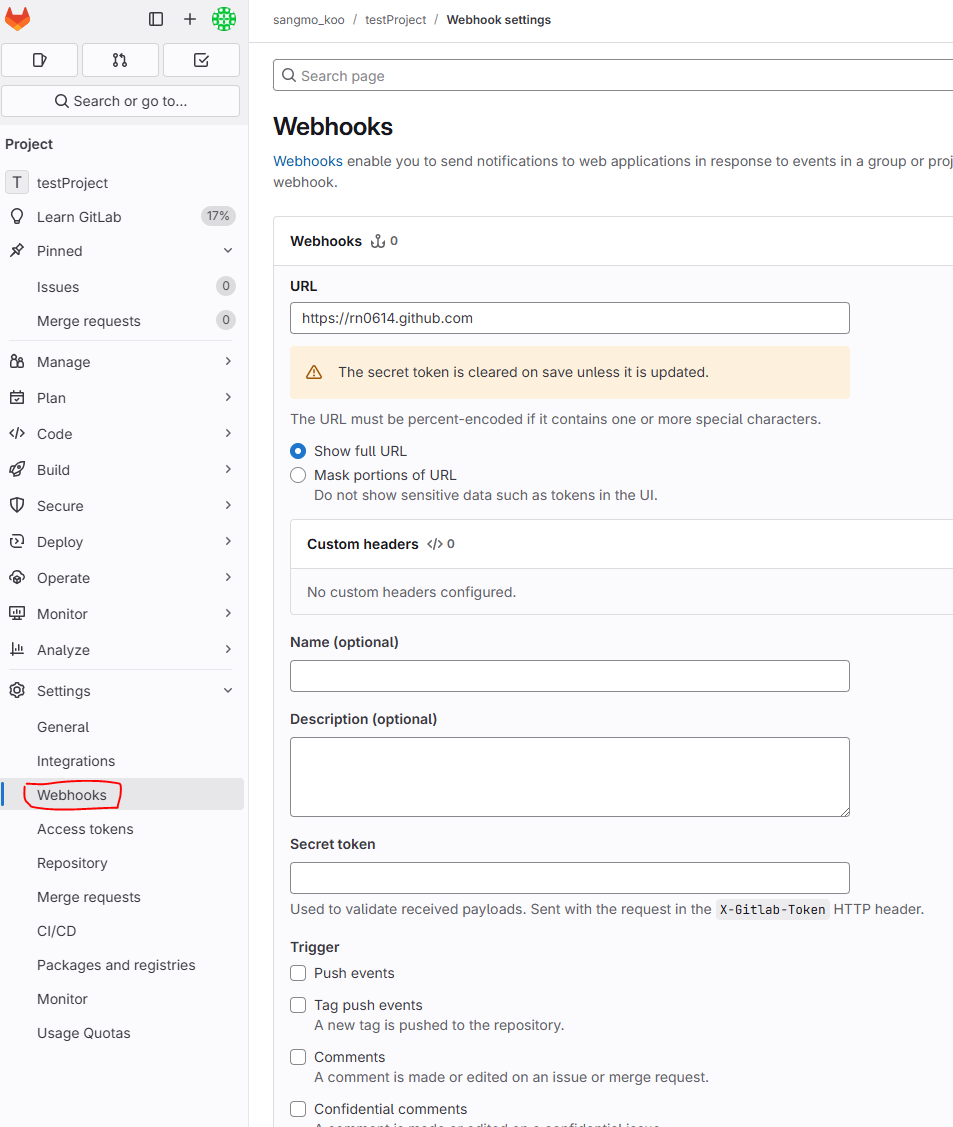 sangmo_koo / testProject / Webhook settings
Search or go to...
Project
T testProject
Learn GitLab 17%
Pinned
Issues 0
Merge requests 0
Manage
Plan
Code
Build
Secure
Deploy
Operate
Monitor
Analyze
Settings
General
Integrations
Webhooks
Access tokens
Repository
Merge requests
CI/CD
Packages and registries
Monitor
Usage Quotas
Search page
Webhooks
Webhooks enable you to send notifications to web applications in response to events in a group or proj
webhook.
Webhooks 0
URL
https://rn0614.github.com
The secret token is cleared on save unless it is updated.
The URL must be percent-encoded if it contains one or more special characters.
Show full URL
Mask portions of URL
Do not show sensitive data such as tokens in the UI.
Custom headers </> 0
No custom headers configured.
Name (optional)
Description (optional)
Secret token
Used to validate received payloads. Sent with the request in the X-Gitlab-Token HTTP header.
Trigger
Push events
Tag push events
A new tag is pushed to the repository.
Comments
A comment is made or edited on an issue or merge request.
Confidential comments
A comment is made or edited on a confidential issue.